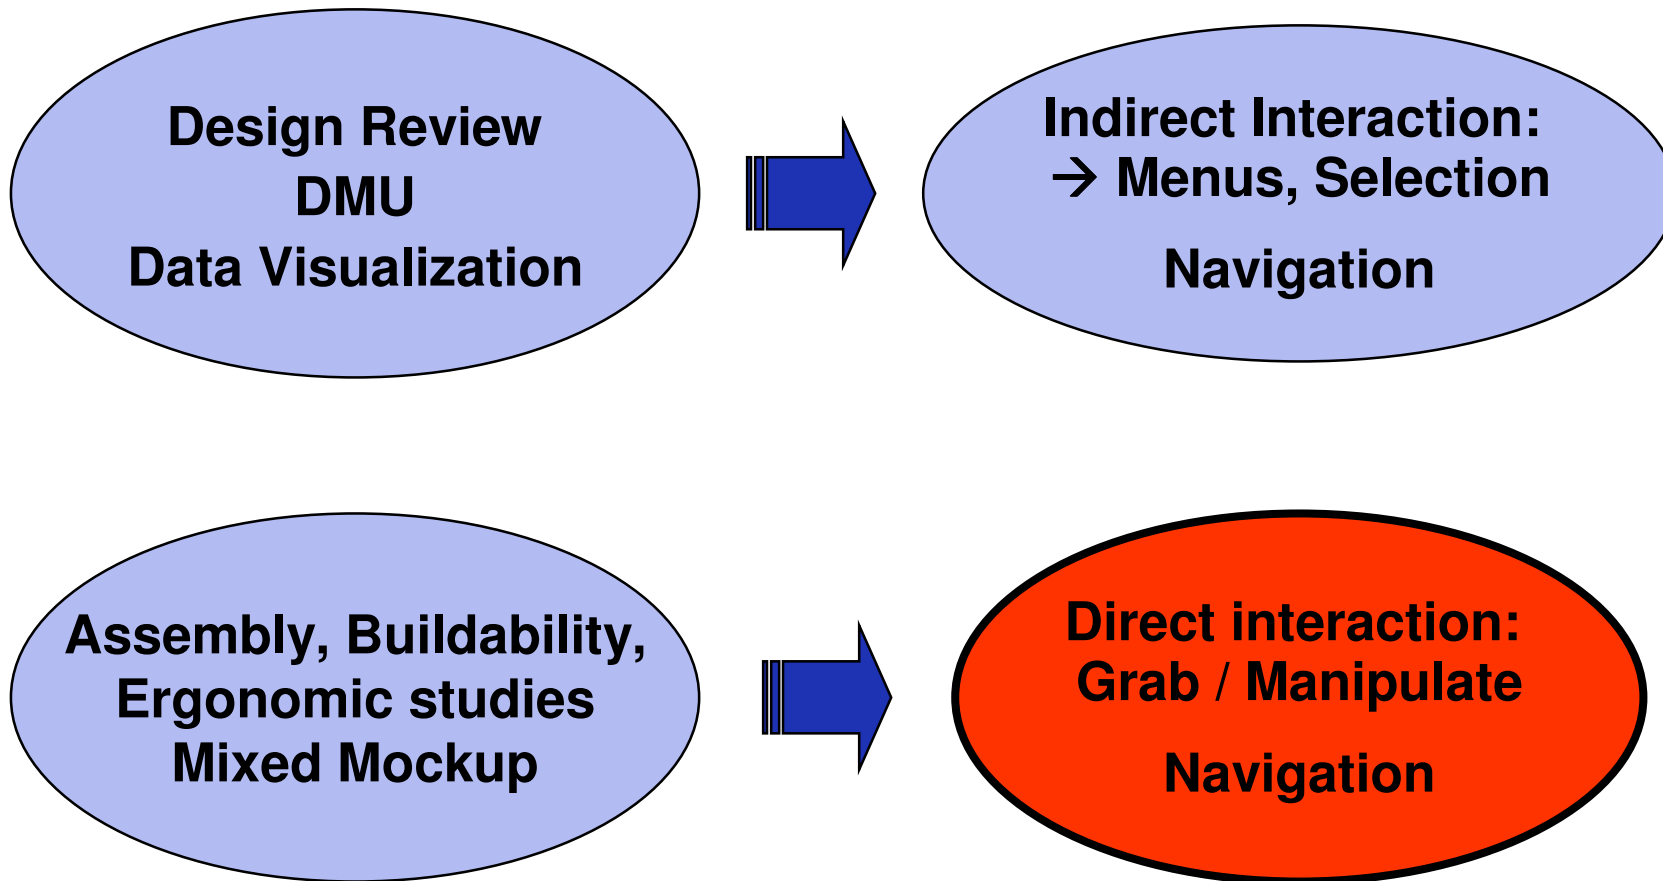 Design Review
DMU
Data Visualization
Indirect Interaction:
→ Menus, Selection
Navigation
Assembly, Buildability,
Ergonomic studies
Mixed Mockup
Direct interaction:
Grab / Manipulate
Navigation